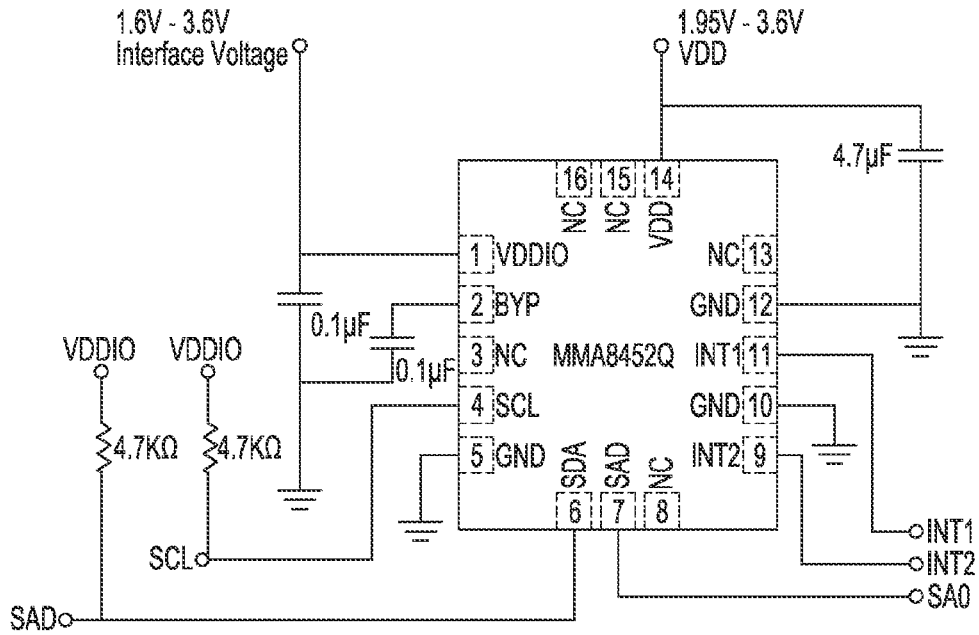 1.6V - 3.6V
Interface Voltage
1.95V - 3.6V
VDD
4.7µF
16 15 14
NC NC VDD
1 VDDIO
NC 13
2 BYP
GND 12
0.1µF
VDDIO VDDIO
3 NC
MMA8452Q
INT1 11
0.1µF
4 SCL
GND 10
4.7KΩ 4.7KΩ
5 GND
INT2 9
SDA SAD NC
6 7 8
INT1
SCL
INT2
SA0
SAD